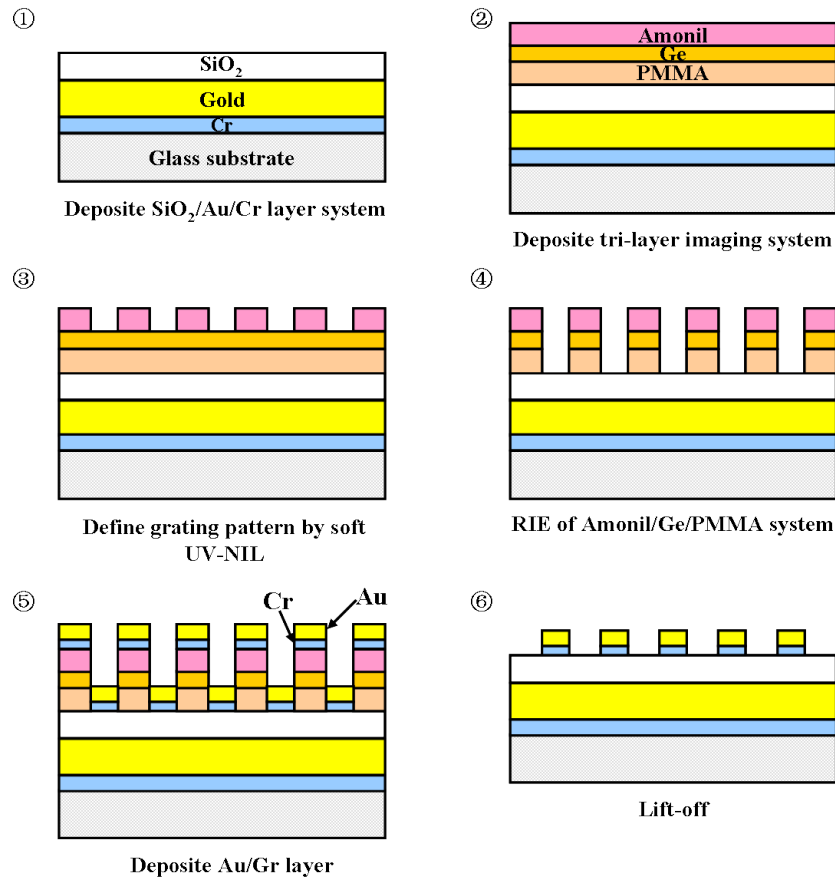 ①
SiO₂
Gold
Cr
Glass substrate
Deposite SiO₂/Au/Cr layer system
②
Amonil
Ge
PMMA
Deposite tri-layer imaging system
③
Define grating pattern by soft
UV-NIL
④
RIE of Amonil/Ge/PMMA system
⑤
Cr
Au
Deposite Au/Gr layer
⑥
Lift-off